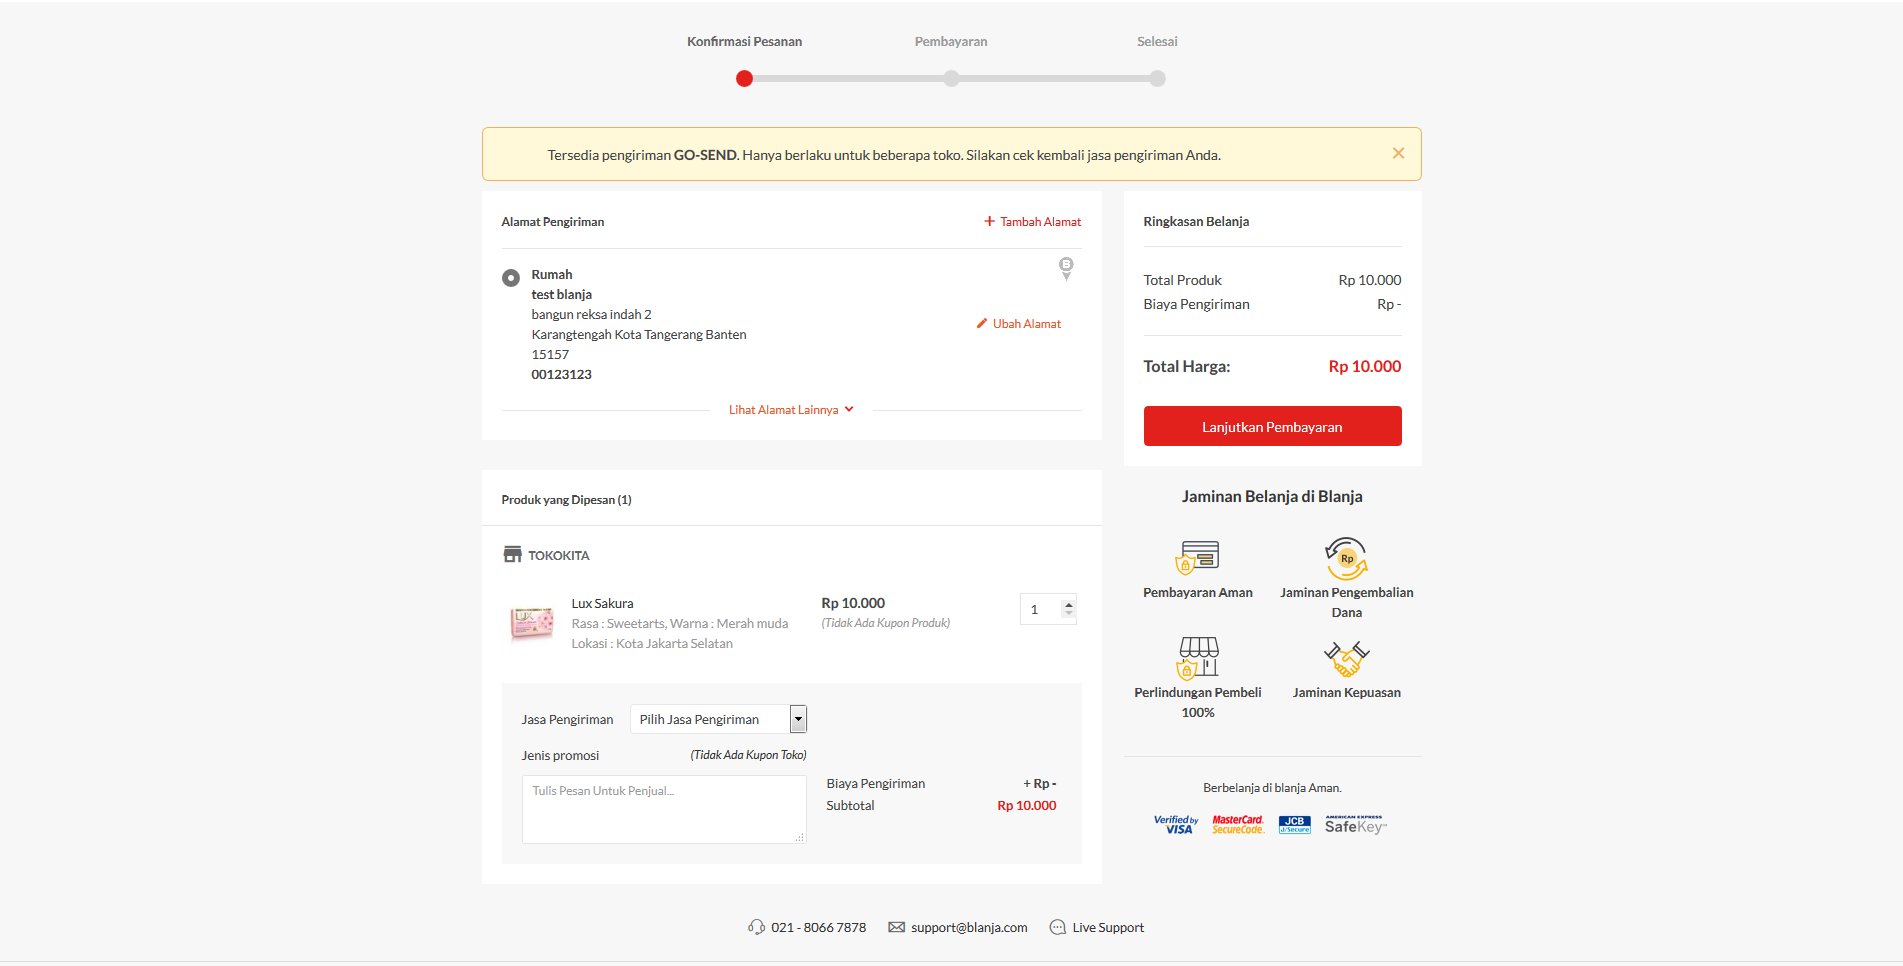 Konfirmasi Pesanan
Pembayaran
Selesai
Tersedia pengiriman GO-SEND. Hanya berlaku untuk beberapa toko. Silakan cek kembali jasa pengiriman Anda.
Alamat Pengiriman
+ Tambah Alamat
Rumah
test blanja
bangun reksa indah 2
Karangtengah Kota Tangerang Banten
15157
00123123
B
Ubah Alamat
Lihat Alamat Lainnya
Ringkasan Belanja
Total Produk Rp 10.000
Biaya Pengiriman Rp -
Total Harga: Rp 10.000
Lanjutkan Pembayaran
Produk yang Dipesan (1)
TOKOKITA
LUX
Lux Sakura
Rasa : Sweetarts, Warna : Merah muda
Lokasi : Kota Jakarta Selatan
Rp 10.000
(Tidak Ada Kupon Produk)
1
Jasa Pengiriman
Pilih Jasa Pengiriman
Jenis promosi
(Tidak Ada Kupon Toko)
Tulis Pesan Untuk Penjual...
Biaya Pengiriman + Rp -
Subtotal Rp 10.000
Jaminan Belanja di Blanja
Pembayaran Aman
Rp
Jaminan Pengembalian
Dana
Perlindungan Pembeli
100%
Jaminan Kepuasan
Berbelanja di blanja Aman.
Verified by
VISA
MasterCard.
SecureCode.
JCB
J/Secure
AMERICAN EXPRESS
SafeKey
021 - 8066 7878
support@blanja.com
Live Support